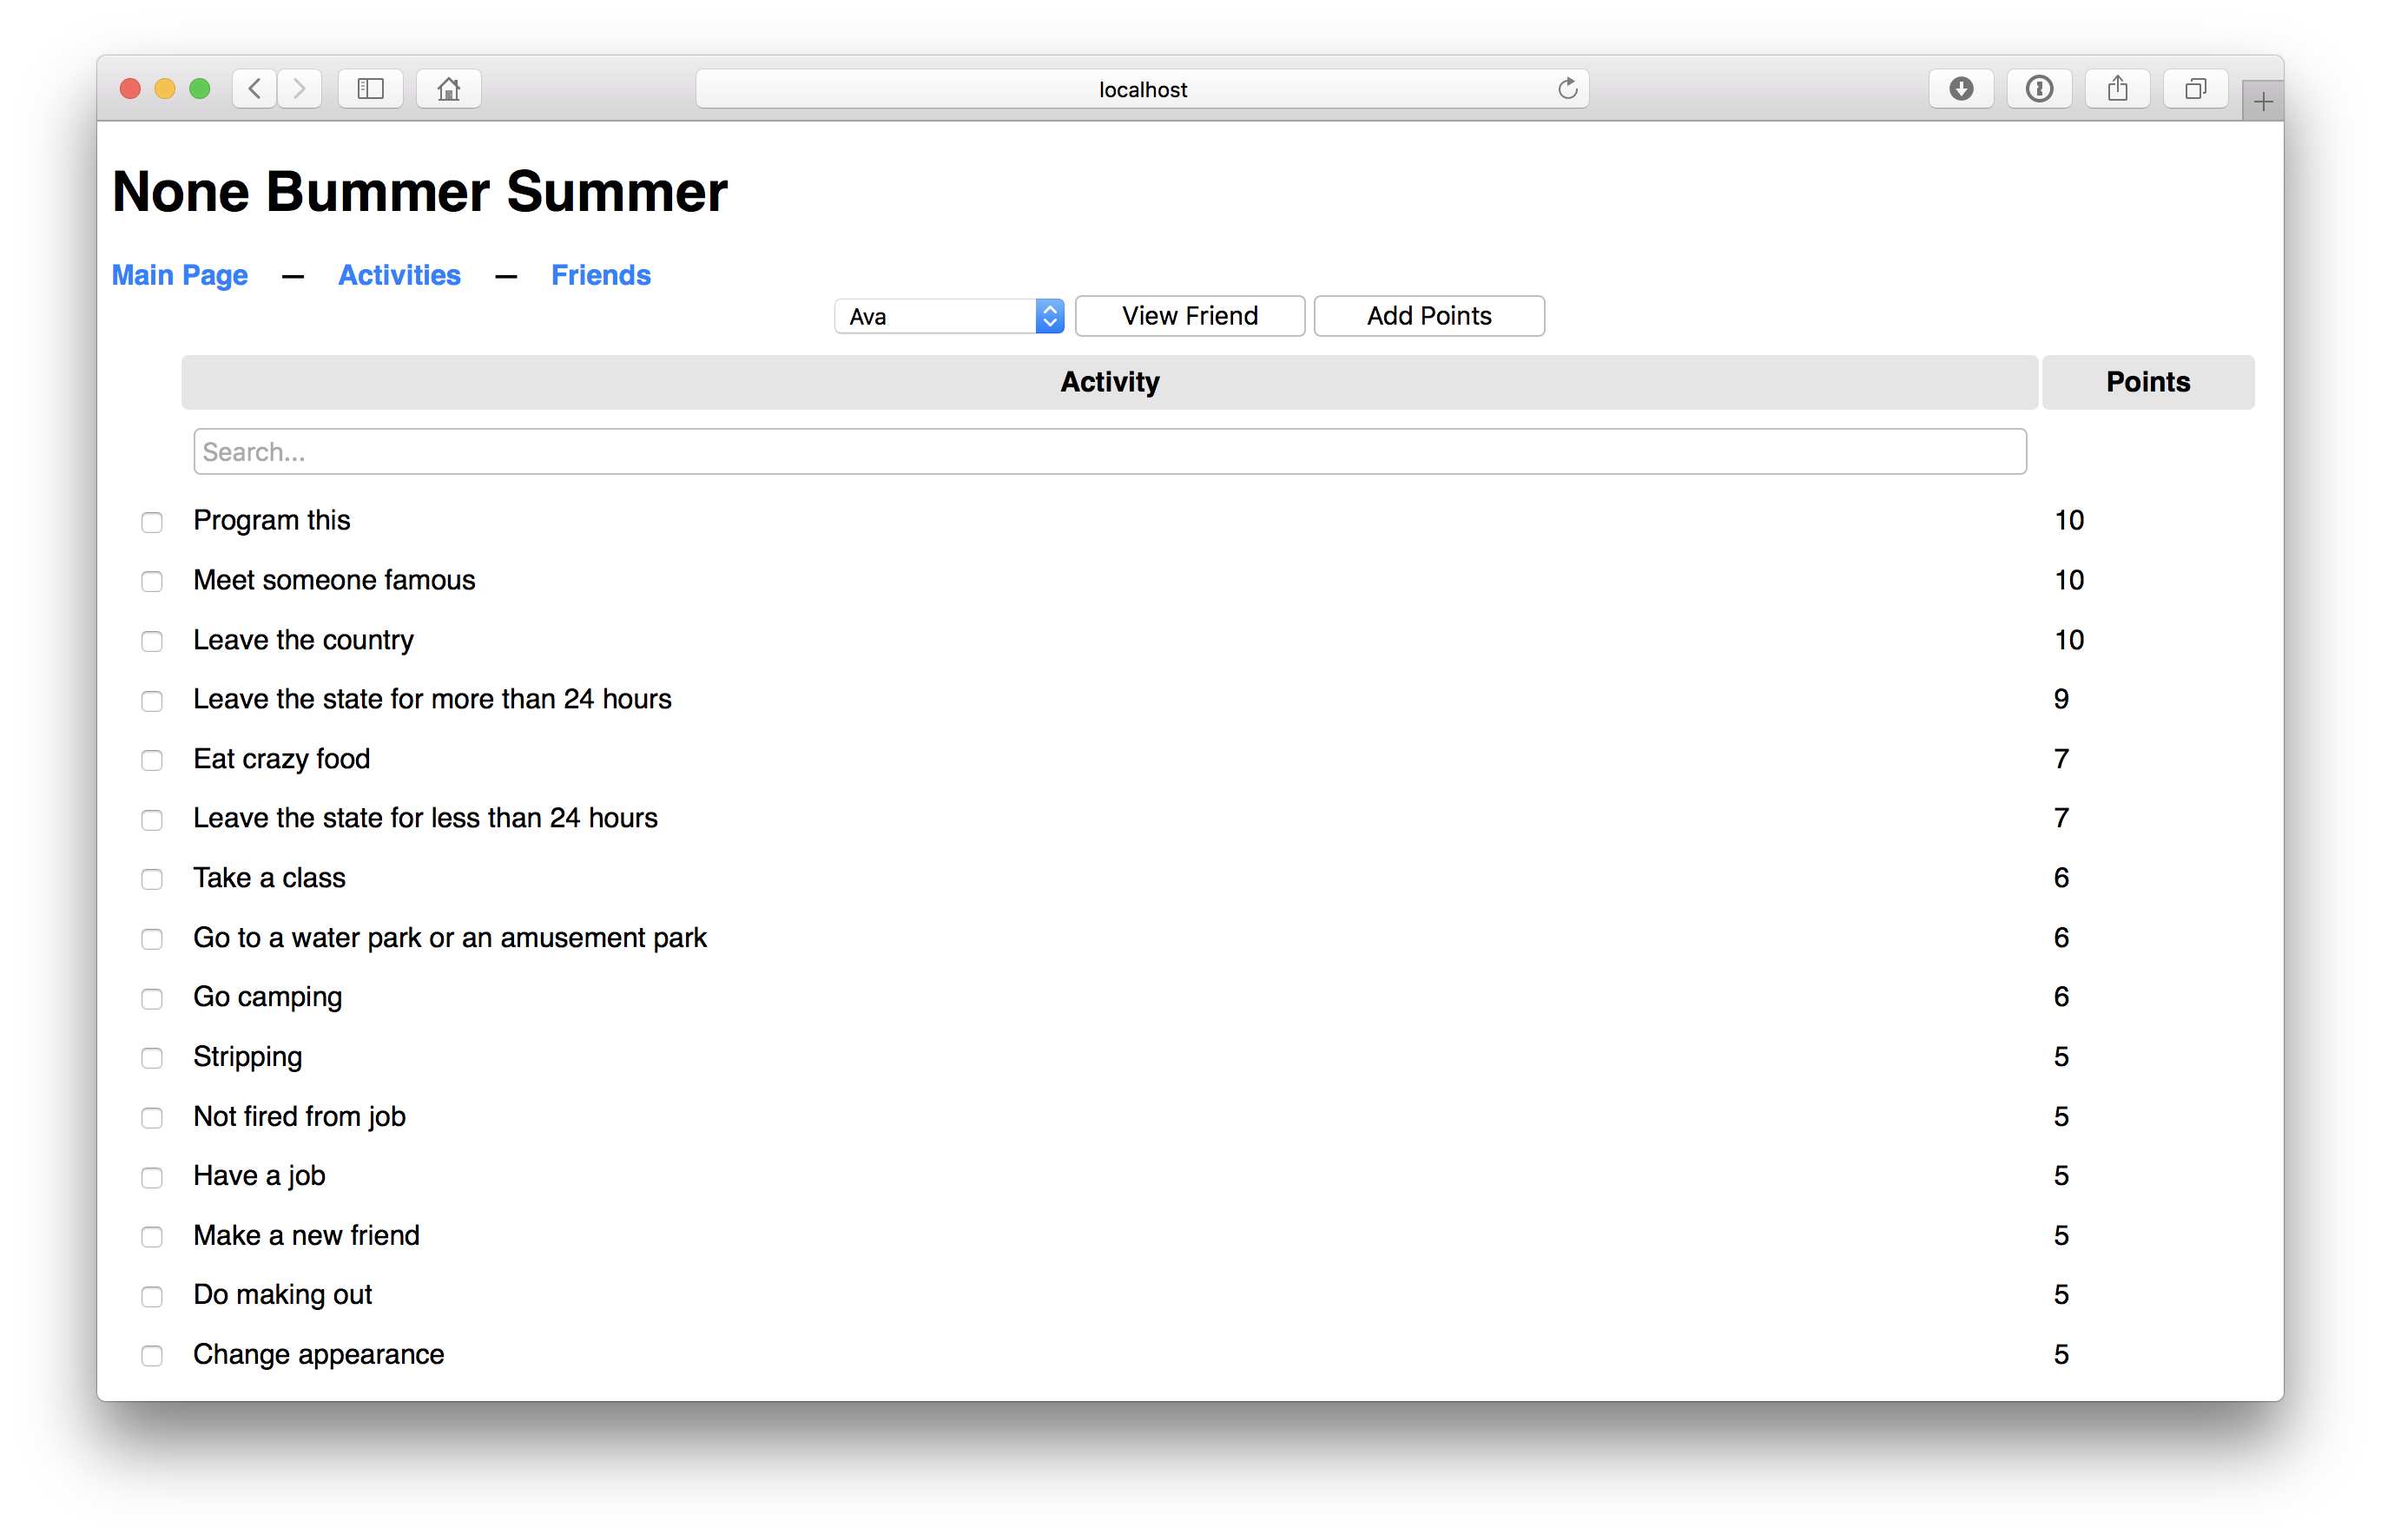 localhost
None Bummer Summer
Main Page — Activities — Friends
Ava View Friend Add Points
Activity Points
Search...
Program this 10
Meet someone famous 10
Leave the country 10
Leave the state for more than 24 hours 9
Eat crazy food 7
Leave the state for less than 24 hours 7
Take a class 6
Go to a water park or an amusement park 6
Go camping 6
Stripping 5
Not fired from job 5
Have a job 5
Make a new friend 5
Do making out 5
Change appearance 5